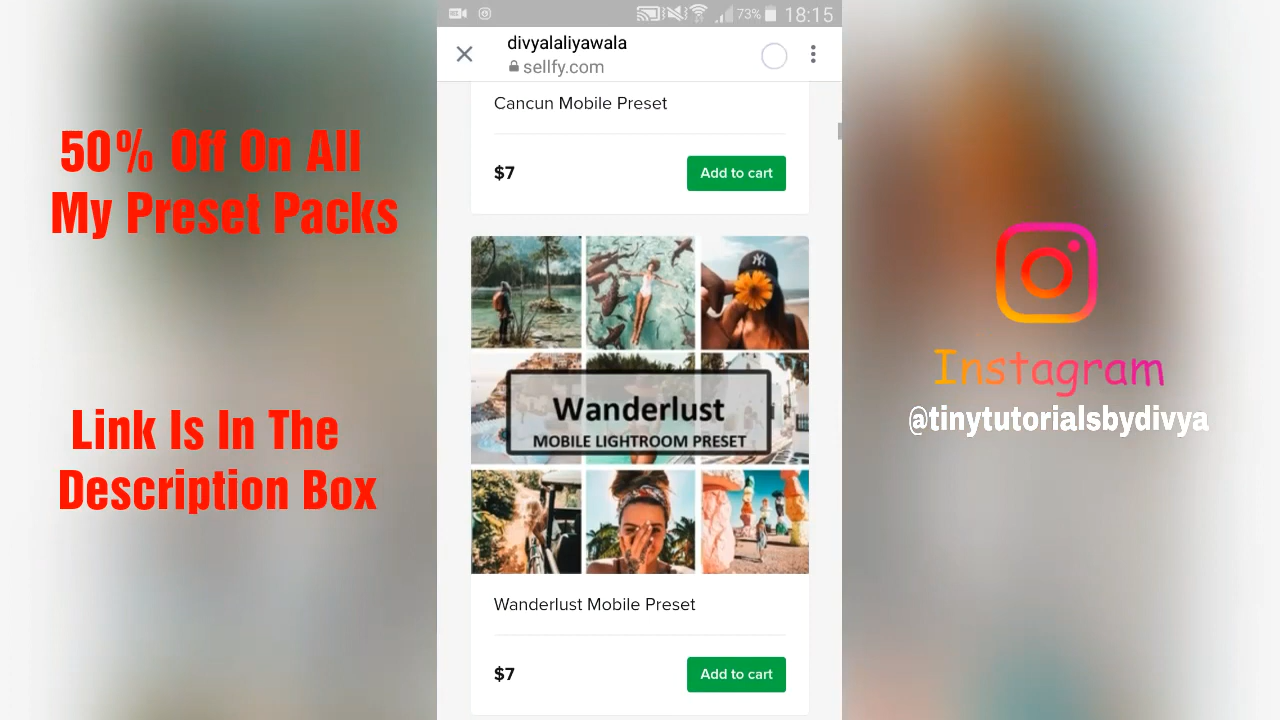 50% Off On All
My Preset Packs
Link Is In The
Description Box
REC
73% 18:15
divyalaliyawala
sellfy.com
Cancun Mobile Preset
$7 Add to cart
NY
Wanderlust
MOBILE LIGHTROOM PRESET
Wanderlust Mobile Preset
$7 Add to cart
Instagram
@tinytutorialsbydivya